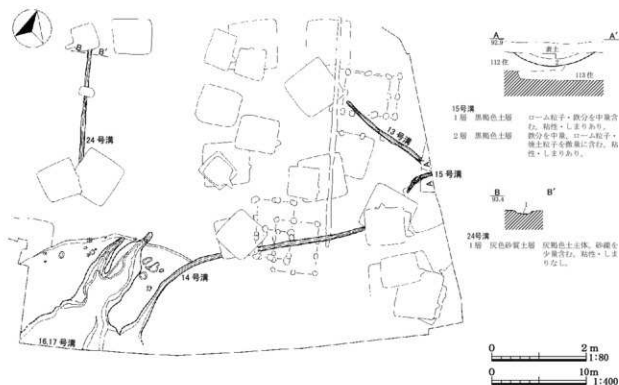 B B'
24号溝
13号溝
15号溝
A A'
14号溝
16,17号溝
A A'
92.9
表土
112住
113住
15号溝
1層 黒褐色土層 ローム粒子・鉄分を中量含
む。粘性・しまりあり。
2層 黒褐色土層 鉄分を中量、ローム粒子・
焼土粒子を微量に含む。粘
性・しまりあり。
B B'
93.4
1
24号溝
1層 灰色砂質土層 灰褐色土主体、砂礫を
少量含む。粘性・しま
りなし。
0 2m
1:80
0 10m
1:400